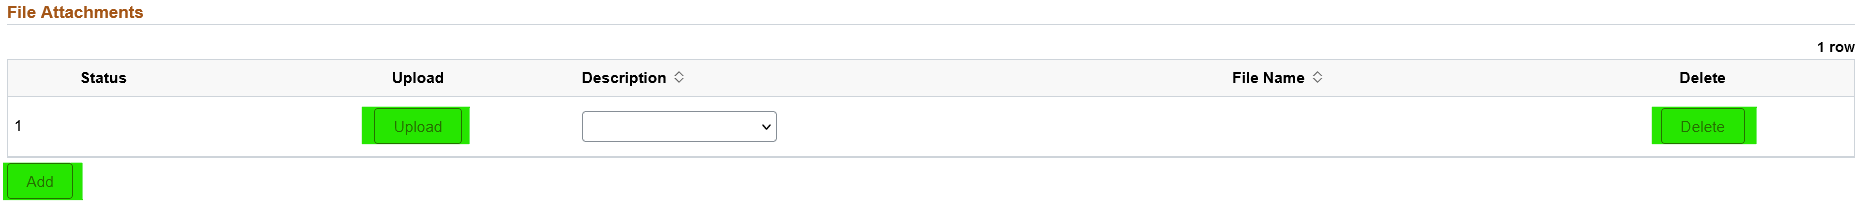 File Attachments
1 row
Status Upload Description File Name Delete
1 Upload Delete
Add